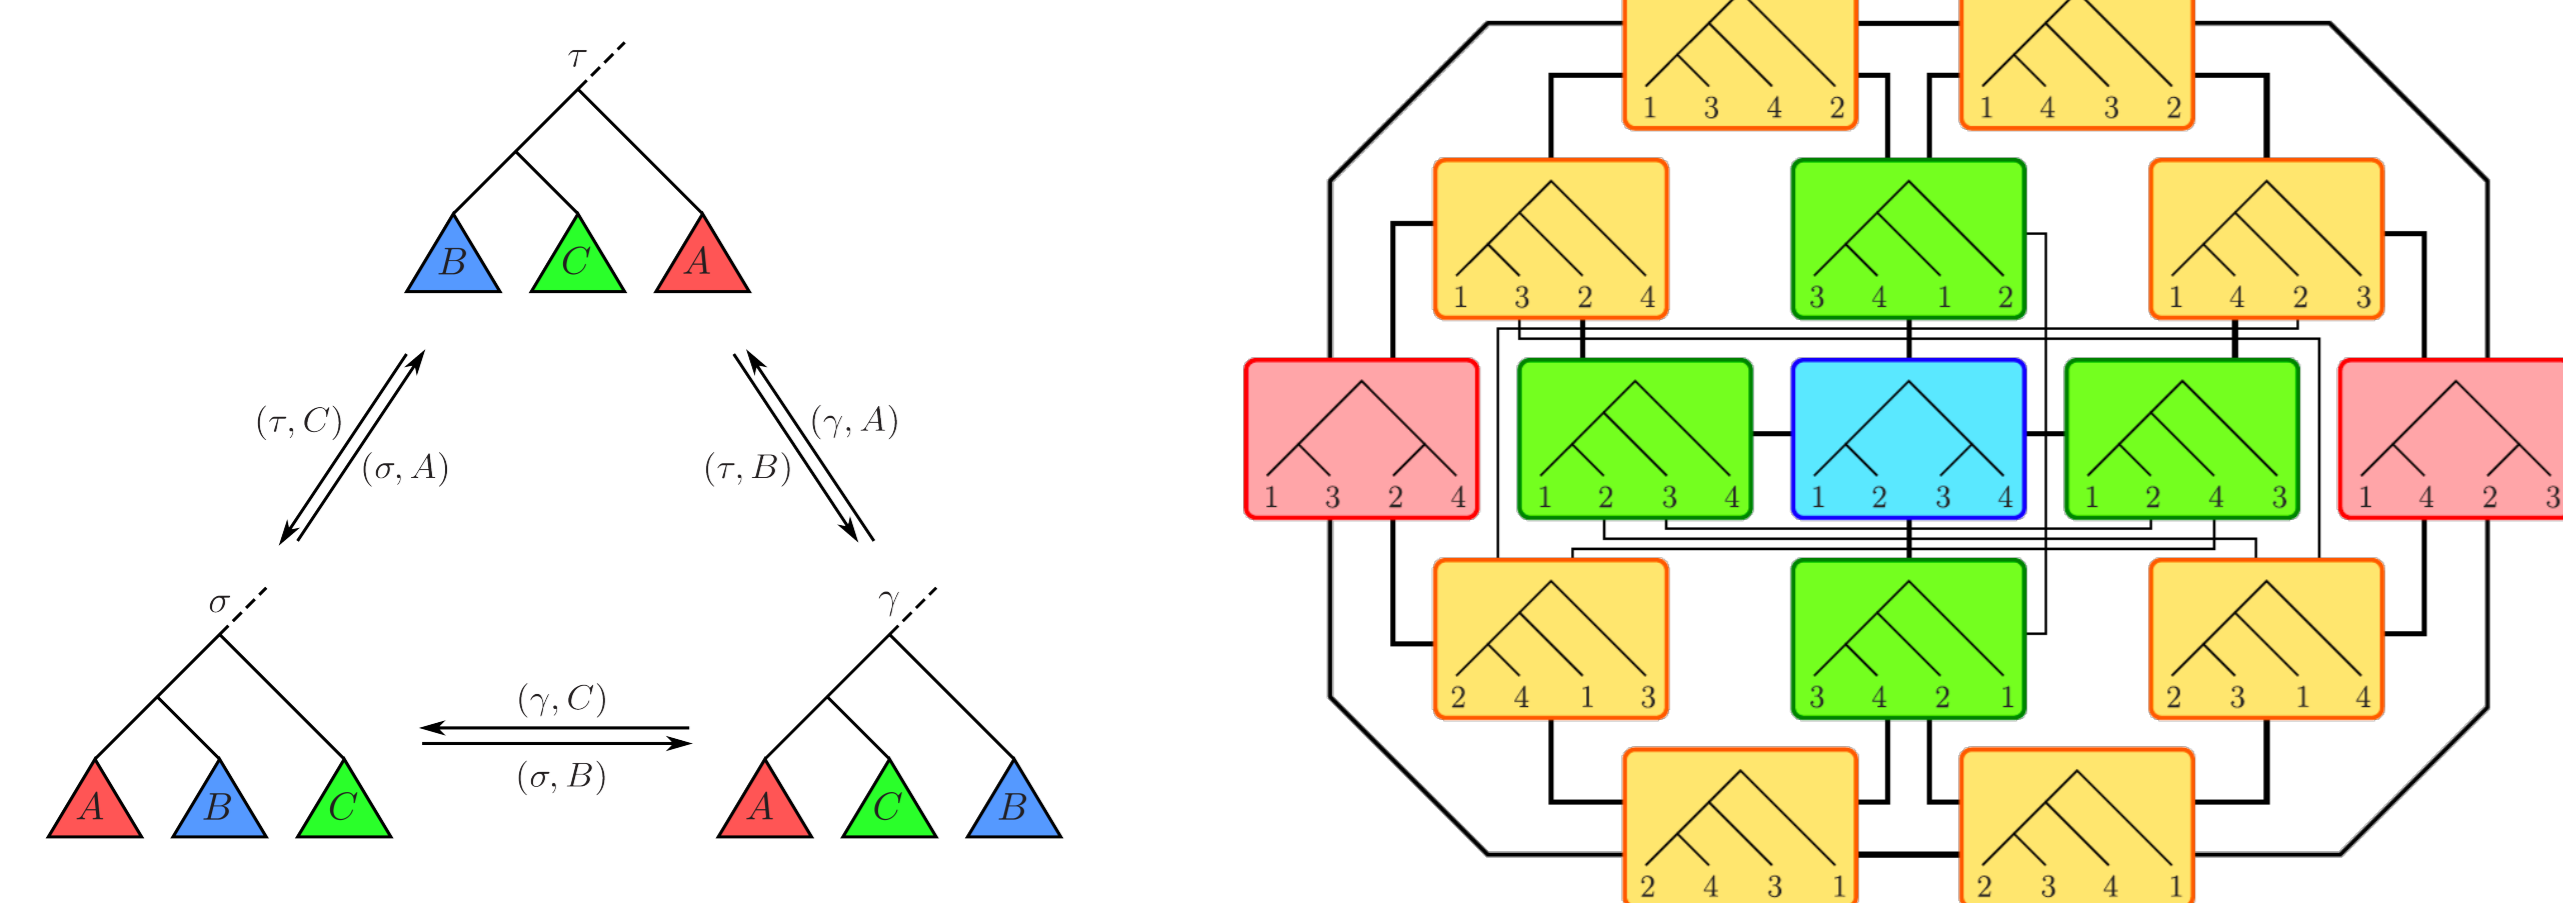 τ
B C A
(τ, C)
(σ, A)
(γ, A)
(τ, B)
σ
γ
(γ, C)
(σ, B)
A B C
A C B
1 3 4 2
1 4 3 2
1 3 2 4
3 4 1 2
1 4 2 3
1 3 2 4
1 2 3 4
1 2 3 4
1 2 4 3
1 4 2 3
2 4 1 3
3 4 2 1
2 3 1 4
2 4 3 1
2 3 4 1